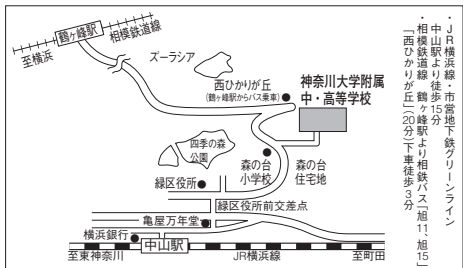 ・JR横浜線・市営地下鉄グリーンライン
中山駅より徒歩15分
・相模鉄道線 鶴ヶ峰駅より相鉄バス「旭11、旭15」
「西ひかりが丘」(20分)下車徒歩3分
鶴ヶ峰駅
相模鉄道線
至横浜
ズーラシア
西ひかりが丘
(鶴ヶ峰駅からバス乗車)
神奈川大学附属
中・高等学校
四季の森
公園
森の台
小学校
森の台
住宅地
緑区役所
緑区役所前交差点
亀屋万年堂
横浜銀行
中山駅
至東神奈川
JR横浜線
至町田